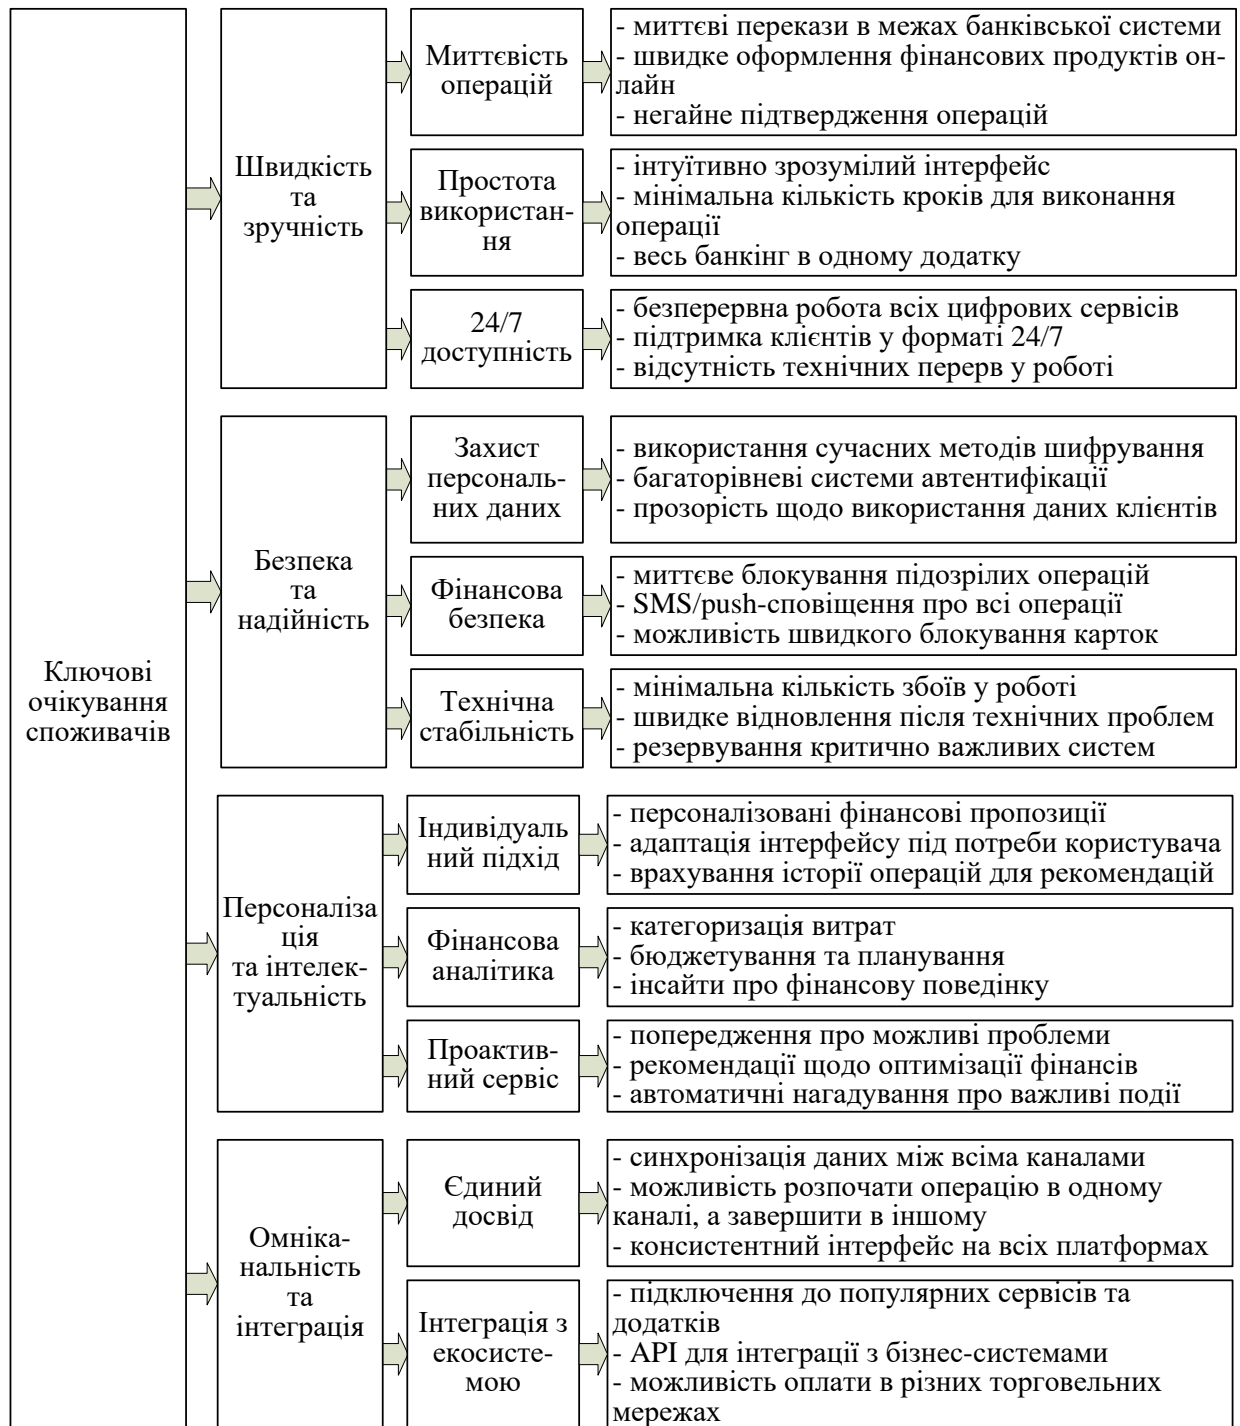 Ключові
очікування
споживачів
Швидкість
та
зручність
Миттєвість
операцій
- миттєві перекази в межах банківської системи
- швидке оформлення фінансових продуктів он-
лайн
- негайне підтвердження операцій
Простота
використан-
ня
- інтуїтивно зрозумілий інтерфейс
- мінімальна кількість кроків для виконання
операції
- весь банкінг в одному додатку
24/7
доступність
- безперервна робота всіх цифрових сервісів
- підтримка клієнтів у форматі 24/7
- відсутність технічних перерв у роботі
Безпека
та
надійність
Захист
персональ-
них даних
- використання сучасних методів шифрування
- багаторівневі системи автентифікації
- прозорість щодо використання даних клієнтів
Фінансова
безпека
- миттєве блокування підозрілих операцій
- SMS/push-сповіщення про всі операції
- можливість швидкого блокування карток
Технічна
стабільність
- мінімальна кількість збоїв у роботі
- швидке відновлення після технічних проблем
- резервування критично важливих систем
Персоналіза
ція
та інтелек-
туальність
Індивідуаль
ний підхід
- персоналізовані фінансові пропозиції
- адаптація інтерфейсу під потреби користувача
- врахування історії операцій для рекомендацій
Фінансова
аналітика
- категоризація витрат
- бюджетування та планування
- інсайти про фінансову поведінку
Проактив-
ний сервіс
- попередження про можливі проблеми
- рекомендації щодо оптимізації фінансів
- автоматичні нагадування про важливі події
Омніка-
нальність
та
інтеграція
Єдиний
досвід
- синхронізація даних між всіма каналами
- можливість розпочати операцію в одному
каналі, а завершити в іншому
- консистентний інтерфейс на всіх платформах
Інтеграція з
екосисте-
мою
- підключення до популярних сервісів та
додатків
- API для інтеграції з бізнес-системами
- можливість оплати в різних торговельних
мережах